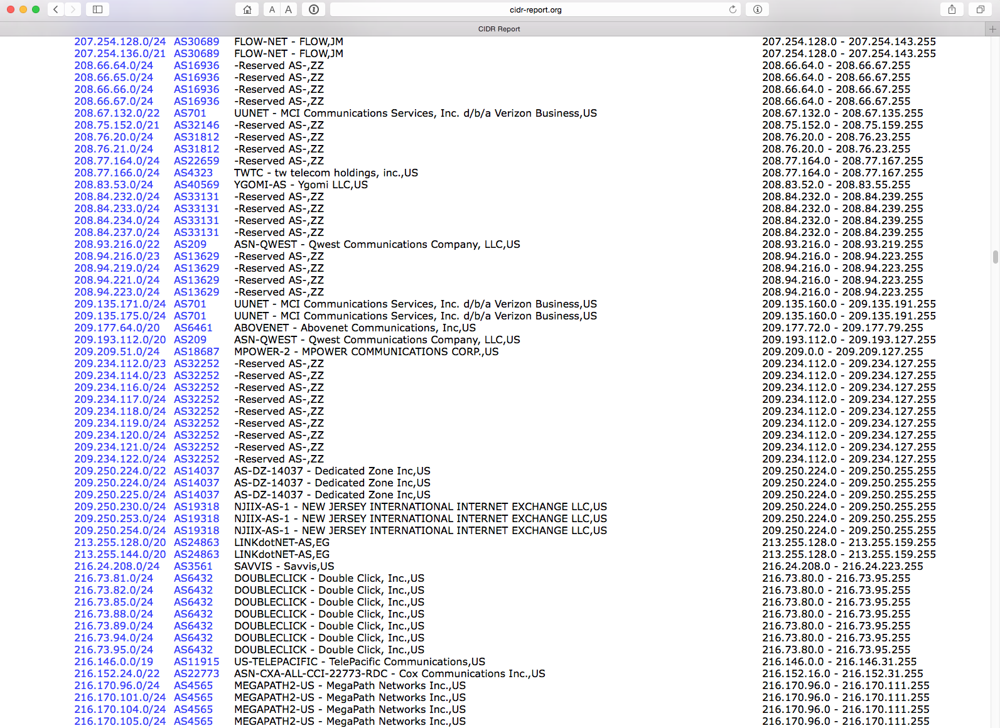 A A cidr-report.org
CIDR Report
207.254.128.0/24 AS30689 FLOW-NET - FLOW,JM 207.254.128.0 - 207.254.143.255
207.254.136.0/21 AS30689 FLOW-NET - FLOW,JM 207.254.128.0 - 207.254.143.255
208.66.64.0/24 AS16936 -Reserved AS-,ZZ 208.66.64.0 - 208.66.67.255
208.66.65.0/24 AS16936 -Reserved AS-,ZZ 208.66.64.0 - 208.66.67.255
208.66.66.0/24 AS16936 -Reserved AS-,ZZ 208.66.64.0 - 208.66.67.255
208.66.67.0/24 AS16936 -Reserved AS-,ZZ 208.66.64.0 - 208.66.67.255
208.67.132.0/22 AS701 UUNET - MCI Communications Services, Inc. d/b/a Verizon Business,US 208.67.132.0 - 208.67.135.255
208.75.152.0/21 AS32146 -Reserved AS-,ZZ 208.75.152.0 - 208.75.159.255
208.76.20.0/24 AS31812 -Reserved AS-,ZZ 208.76.20.0 - 208.76.23.255
208.76.21.0/24 AS31812 -Reserved AS-,ZZ 208.76.20.0 - 208.76.23.255
208.77.164.0/24 AS22659 -Reserved AS-,ZZ 208.77.164.0 - 208.77.167.255
208.77.166.0/24 AS4323 TWTC - tw telecom holdings, inc.,US 208.77.164.0 - 208.77.167.255
208.83.53.0/24 AS40569 YGOMI-AS - Ygomi LLC,US 208.83.52.0 - 208.83.55.255
208.84.232.0/24 AS33131 -Reserved AS-,ZZ 208.84.232.0 - 208.84.239.255
208.84.233.0/24 AS33131 -Reserved AS-,ZZ 208.84.232.0 - 208.84.239.255
208.84.234.0/24 AS33131 -Reserved AS-,ZZ 208.84.232.0 - 208.84.239.255
208.84.237.0/24 AS33131 -Reserved AS-,ZZ 208.84.232.0 - 208.84.239.255
208.93.216.0/22 AS209 ASN-QWEST - Qwest Communications Company, LLC,US 208.93.216.0 - 208.93.219.255
208.94.216.0/23 AS13629 -Reserved AS-,ZZ 208.94.216.0 - 208.94.223.255
208.94.219.0/24 AS13629 -Reserved AS-,ZZ 208.94.216.0 - 208.94.223.255
208.94.221.0/24 AS13629 -Reserved AS-,ZZ 208.94.216.0 - 208.94.223.255
208.94.223.0/24 AS13629 -Reserved AS-,ZZ 208.94.216.0 - 208.94.223.255
209.135.171.0/24 AS701 UUNET - MCI Communications Services, Inc. d/b/a Verizon Business,US 209.135.160.0 - 209.135.191.255
209.135.175.0/24 AS701 UUNET - MCI Communications Services, Inc. d/b/a Verizon Business,US 209.135.160.0 - 209.135.191.255
209.177.64.0/20 AS6461 ABOVENET - Abovenet Communications, Inc,US 209.177.72.0 - 209.177.79.255
209.193.112.0/20 AS209 ASN-QWEST - Qwest Communications Company, LLC,US 209.193.112.0 - 209.193.127.255
209.209.51.0/24 AS18687 MPOWER-2 - MPOWER COMMUNICATIONS CORP.,US 209.209.0.0 - 209.209.127.255
209.234.112.0/23 AS32252 -Reserved AS-,ZZ 209.234.112.0 - 209.234.127.255
209.234.114.0/23 AS32252 -Reserved AS-,ZZ 209.234.112.0 - 209.234.127.255
209.234.116.0/24 AS32252 -Reserved AS-,ZZ 209.234.112.0 - 209.234.127.255
209.234.117.0/24 AS32252 -Reserved AS-,ZZ 209.234.112.0 - 209.234.127.255
209.234.118.0/24 AS32252 -Reserved AS-,ZZ 209.234.112.0 - 209.234.127.255
209.234.119.0/24 AS32252 -Reserved AS-,ZZ 209.234.112.0 - 209.234.127.255
209.234.120.0/24 AS32252 -Reserved AS-,ZZ 209.234.112.0 - 209.234.127.255
209.234.121.0/24 AS32252 -Reserved AS-,ZZ 209.234.112.0 - 209.234.127.255
209.234.122.0/24 AS32252 -Reserved AS-,ZZ 209.234.112.0 - 209.234.127.255
209.250.224.0/22 AS14037 AS-DZ-14037 - Dedicated Zone Inc,US 209.250.224.0 - 209.250.255.255
209.250.224.0/24 AS14037 AS-DZ-14037 - Dedicated Zone Inc,US 209.250.224.0 - 209.250.255.255
209.250.225.0/24 AS14037 AS-DZ-14037 - Dedicated Zone Inc,US 209.250.224.0 - 209.250.255.255
209.250.230.0/24 AS19318 NJIIX-AS-1 - NEW JERSEY INTERNATIONAL INTERNET EXCHANGE LLC,US 209.250.224.0 - 209.250.255.255
209.250.253.0/24 AS19318 NJIIX-AS-1 - NEW JERSEY INTERNATIONAL INTERNET EXCHANGE LLC,US 209.250.224.0 - 209.250.255.255
209.250.254.0/24 AS19318 NJIIX-AS-1 - NEW JERSEY INTERNATIONAL INTERNET EXCHANGE LLC,US 209.250.224.0 - 209.250.255.255
213.255.128.0/20 AS24863 LINKdotNET-AS,EG 213.255.128.0 - 213.255.159.255
213.255.144.0/20 AS24863 LINKdotNET-AS,EG 213.255.128.0 - 213.255.159.255
216.24.208.0/24 AS3561 SAVVIS - Savvis,US 216.24.208.0 - 216.24.223.255
216.73.81.0/24 AS6432 DOUBLECLICK - Double Click, Inc.,US 216.73.80.0 - 216.73.95.255
216.73.82.0/24 AS6432 DOUBLECLICK - Double Click, Inc.,US 216.73.80.0 - 216.73.95.255
216.73.85.0/24 AS6432 DOUBLECLICK - Double Click, Inc.,US 216.73.80.0 - 216.73.95.255
216.73.88.0/24 AS6432 DOUBLECLICK - Double Click, Inc.,US 216.73.80.0 - 216.73.95.255
216.73.89.0/24 AS6432 DOUBLECLICK - Double Click, Inc.,US 216.73.80.0 - 216.73.95.255
216.73.94.0/24 AS6432 DOUBLECLICK - Double Click, Inc.,US 216.73.80.0 - 216.73.95.255
216.73.95.0/24 AS6432 DOUBLECLICK - Double Click, Inc.,US 216.73.80.0 - 216.73.95.255
216.146.0.0/19 AS11915 US-TELEPACIFIC - TelePacific Communications,US 216.146.0.0 - 216.146.31.255
216.152.24.0/22 AS22773 ASN-CXA-ALL-CCI-22773-RDC - Cox Communications Inc.,US 216.152.16.0 - 216.152.31.255
216.170.96.0/24 AS4565 MEGAPATH2-US - MegaPath Networks Inc.,US 216.170.96.0 - 216.170.111.255
216.170.101.0/24 AS4565 MEGAPATH2-US - MegaPath Networks Inc.,US 216.170.96.0 - 216.170.111.255
216.170.104.0/24 AS4565 MEGAPATH2-US - MegaPath Networks Inc.,US 216.170.96.0 - 216.170.111.255
216.170.105.0/24 AS4565 MEGAPATH2-US - MegaPath Networks Inc.,US 216.170.96.0 - 216.170.111.255